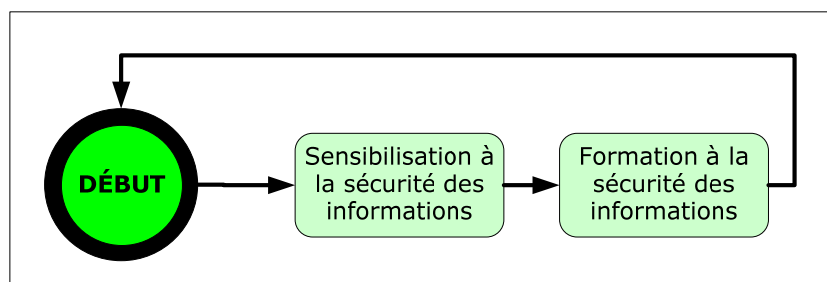 DÉBUT
Sensibilisation à
la sécurité des
informations
Formation à la
sécurité des
informations